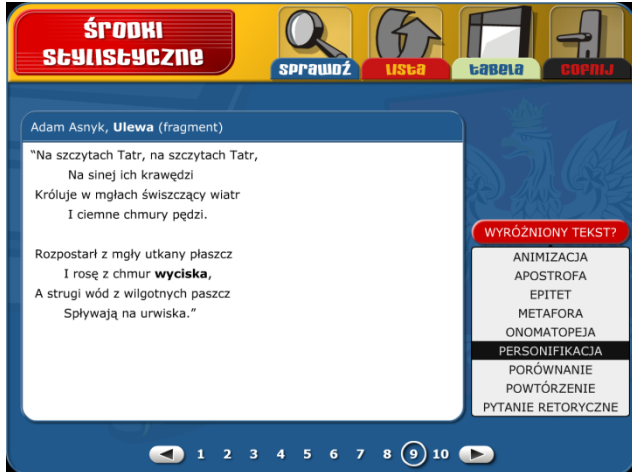 środki
stylistyczne
sprawdź
lista
tabela
cofnij
Adam Asnyk, Ulewa (fragment)
“Na szczytach Tatr, na szczytach Tatr,
Na sinej ich krawędzi
Króluje w mgłach świszczący wiatr
I ciemne chmury pędzi.
Rozpostarł z mgły utkany płaszcz
I rosę z chmur wyciska,
A strugi wód z wilgotnych paszcz
Spływają na urwiska.”
WYRÓŻNIONY TEKST?
ANIMIZACJA
APOSTROFA
EPITET
METAFORA
ONOMATOPEJA
PERSONIFIKACJA
PORÓWNANIE
POWTÓRZENIE
PYTANIE RETORYCZNE
1 2 3 4 5 6 7 8 9 10